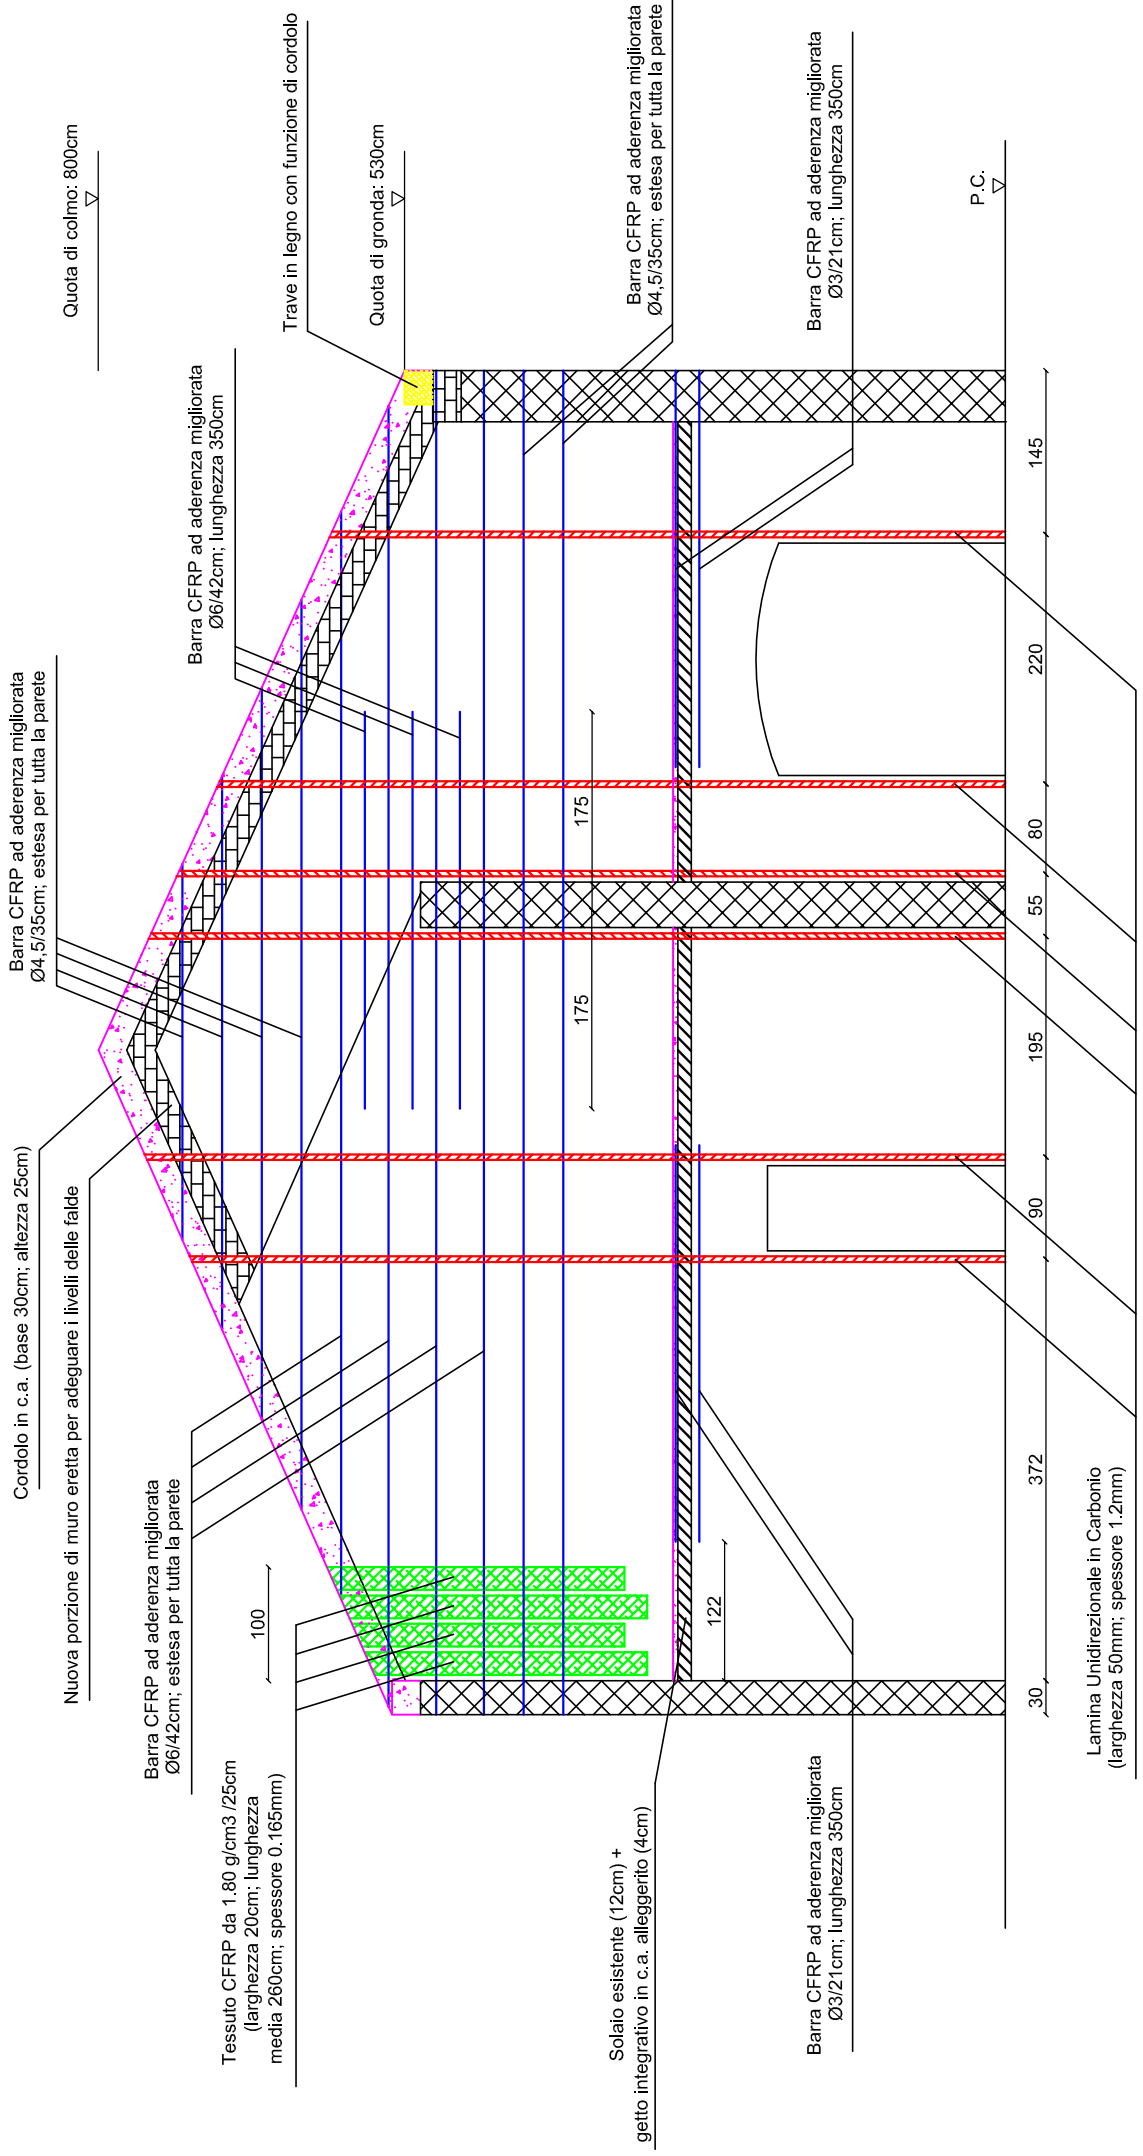 Cordolo in c.a. (base 30cm; altezza 25cm)
Nuova porzione di muro eretta per adeguare i livelli delle falde
Barra CFRP ad aderenza migliorata
Ø4,5/35cm; estesa per tutta la parete
Quota di colmo: 800cm
Barra CFRP ad aderenza migliorata
Ø6/42cm; estesa per tutta la parete
Barra CFRP ad aderenza migliorata
Ø6/42cm; lunghezza 350cm
Trave in legno con funzione di cordolo
Tessuto CFRP da 1.80 g/cm3 /25cm
(larghezza 20cm; lunghezza
media 260cm; spessore 0.165mm)
Quota di gronda: 530cm
100
175
175
Solaio esistente (12cm) +
getto integrativo in c.a. alleggerito (4cm)
Barra CFRP ad aderenza migliorata
Ø4,5/35cm; estesa per tutta la parete
122
Barra CFRP ad aderenza migliorata
Ø3/21cm; lunghezza 350cm
Barra CFRP ad aderenza migliorata
Ø3/21cm; lunghezza 350cm
P.C.
30
372
90
195
55
80
220
145
Lamina Unidirezionale in Carbonio
(larghezza 50mm; spessore 1.2mm)